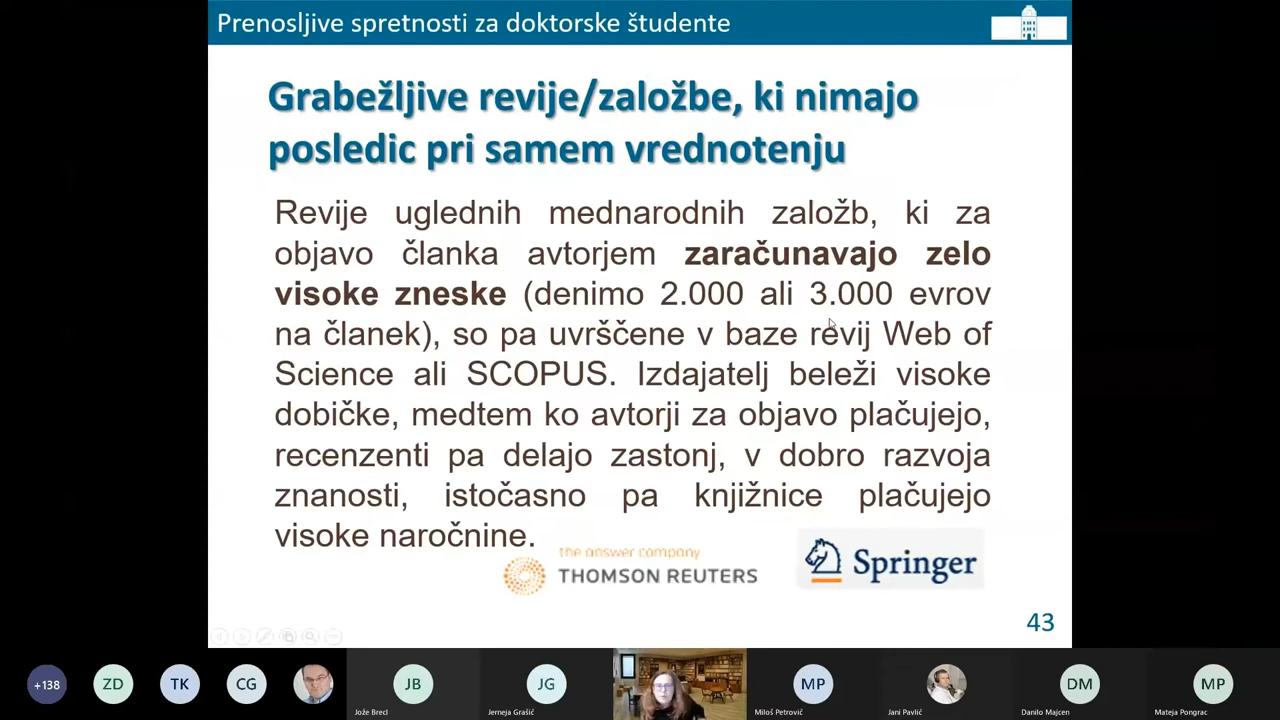 Prenosljive spretnosti za doktorske študente
Grabežljive revije/založbe, ki nimajo
posledic pri samem vrednotenju
Revije uglednih mednarodnih založb, ki za
objavo članka avtorjem zaračunavajo zelo
visoke zneske (denimo 2.000 ali 3.000 evrov
na članek), so pa uvrščene v baze revij Web of
Science ali SCOPUS. Izdajatelj beleži visoke
dobičke, medtem ko avtorji za objavo plačujejo,
recenzenti pa delajo zastonj, v dobro razvoja
znanosti, istočasno pa knjižnice plačujejo
visoke naročnine.
the answer company
THOMSON REUTERS
Springer
43
+138
ZD
TK
CG
JB
Jože Brecl
JG
Jerneja Grašić
MP
Miloš Petrovič
Jani Pavlič
DM
Danilo Majcen
MP
Mateja Pongrac